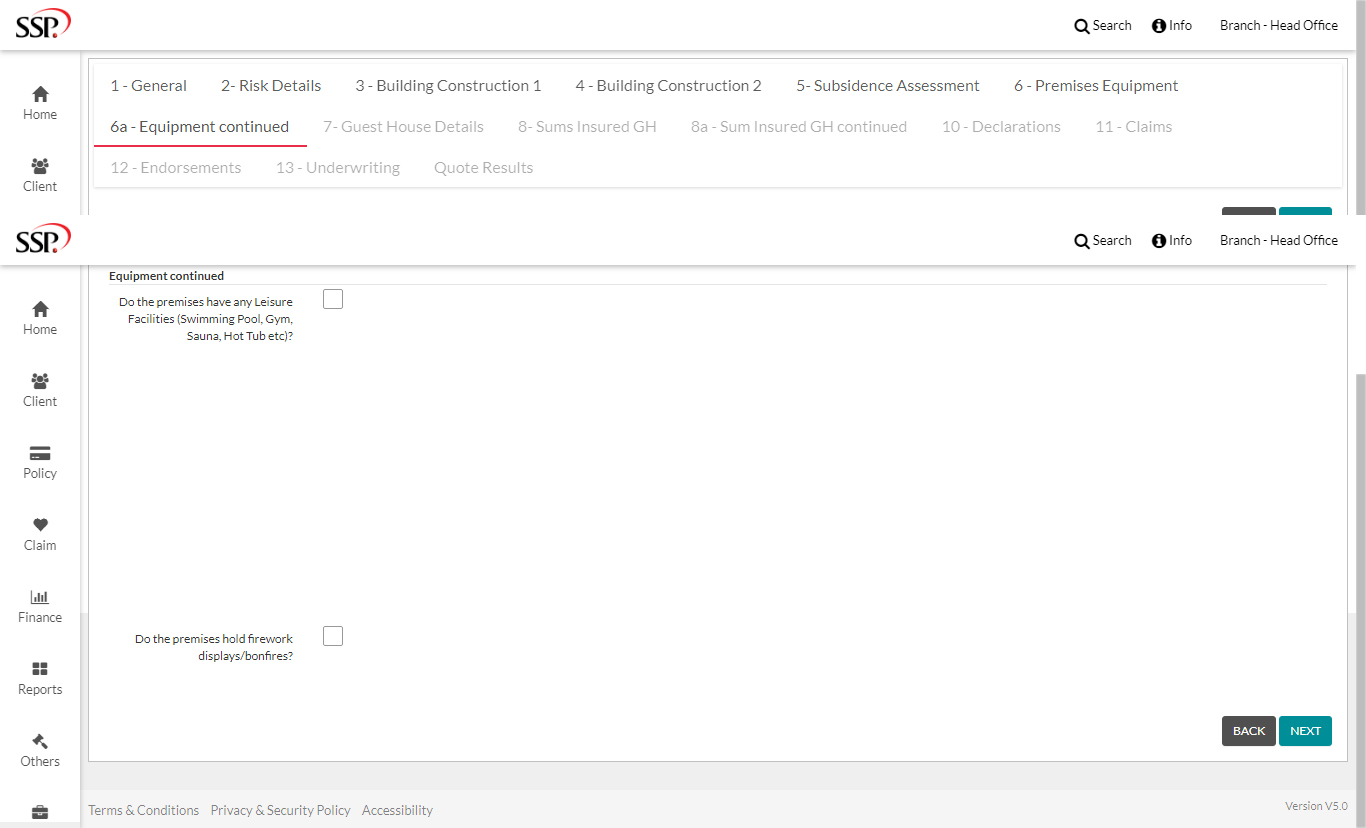 SSP.
Search Info Branch - Head Office
1 - General 2- Risk Details 3 - Building Construction 1 4 - Building Construction 2 5- Subsidence Assessment 6 - Premises Equipment
Home
6a - Equipment continued 7- Guest House Details 8- Sums Insured GH 8a - Sum Insured GH continued 10 - Declarations 11 - Claims
12 - Endorsements 13 - Underwriting Quote Results
Client
SSP.
Search Info Branch - Head Office
Equipment continued
Do the premises have any Leisure
Facilities (Swimming Pool, Gym,
Sauna, Hot Tub etc)?
Home
Client
Policy
Claim
Finance
Do the premises hold firework
displays/bonfires?
Reports
BACK NEXT
Others
Terms & Conditions Privacy & Security Policy Accessibility
Version V5.0